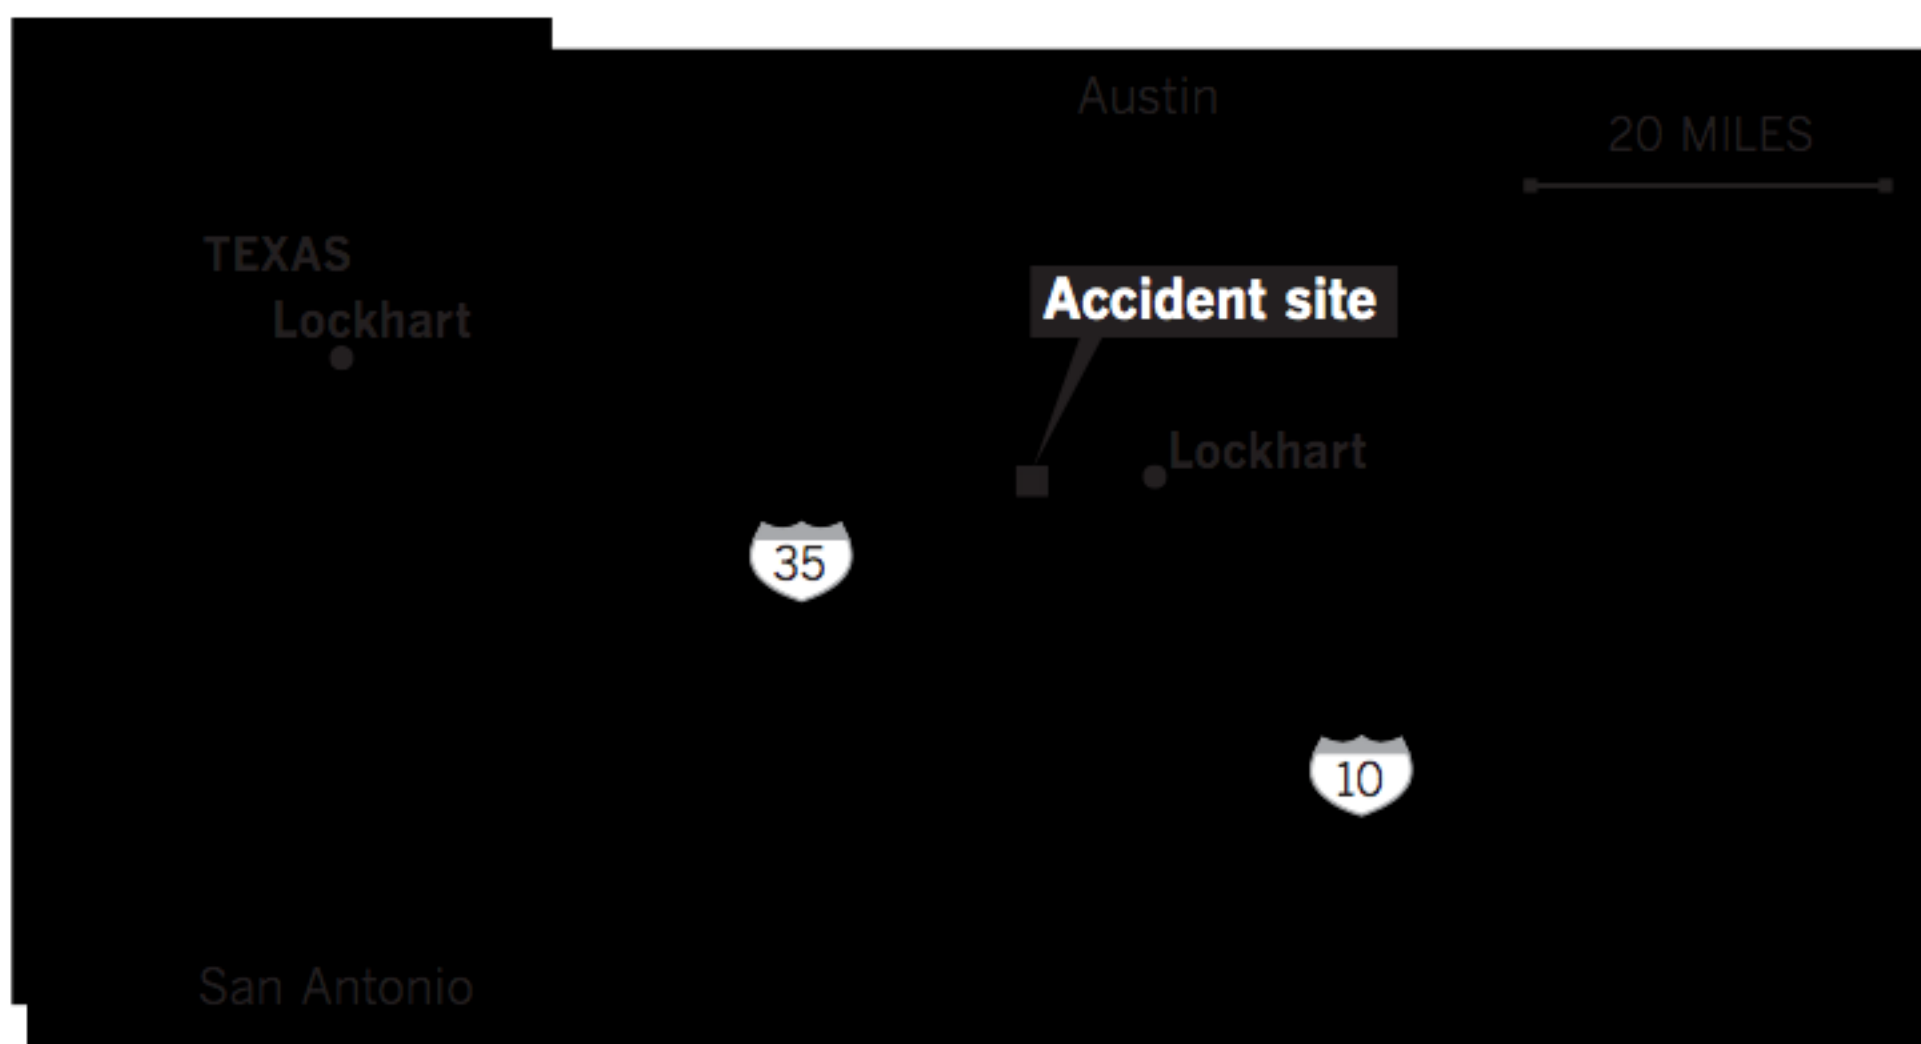 Austin
20 MILES
TEXAS
Lockhart
Accident site
Lockhart
35
10
San Antonio